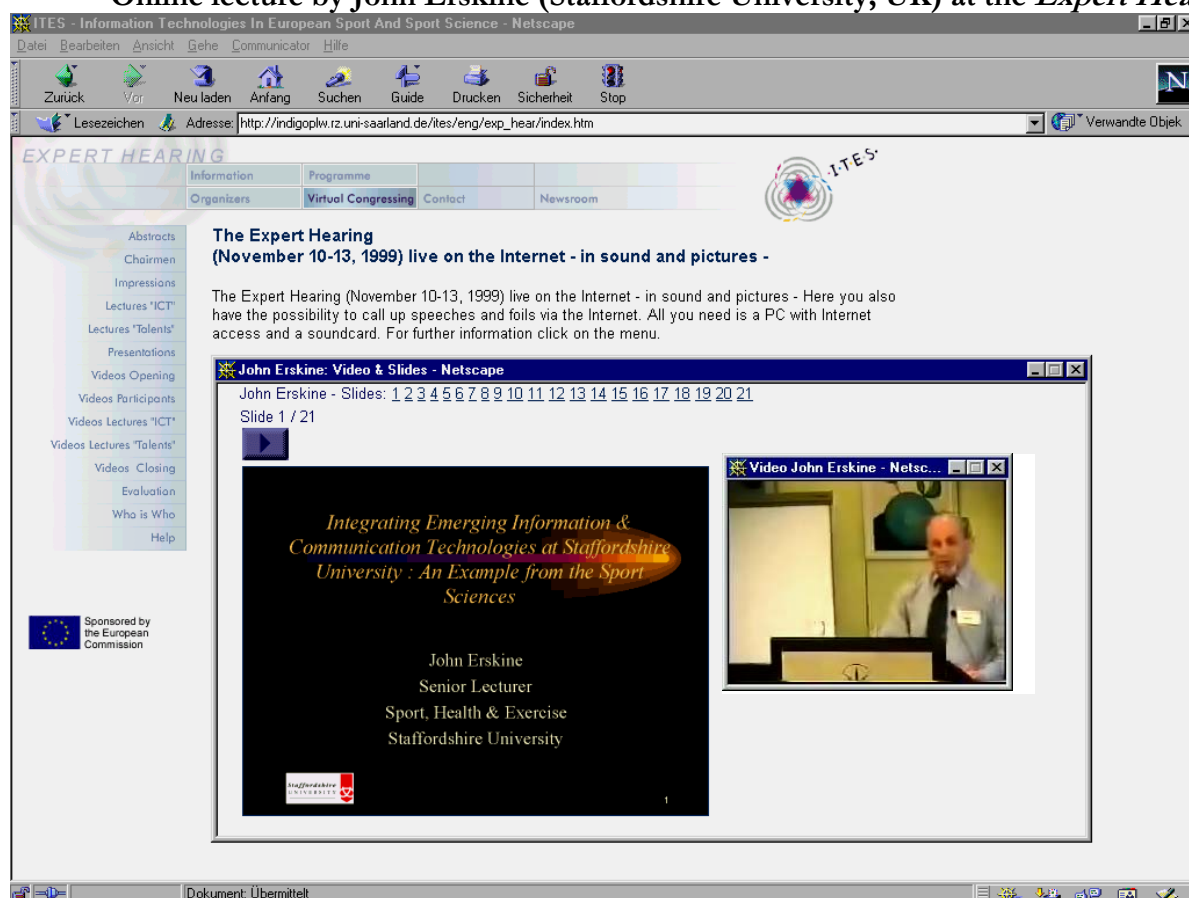 Online lecture by John Erskine (Staffordshire University, UK) at the Expert Hea
ITES - Information Technologies In European Sport And Sport Science - Netscape
Datei Bearbeiten Ansicht Gehe Communicator Hilfe
Zurück Vor Neu laden Anfang Suchen Guide Drucken Sicherheit Stop
N
Lesezeichen Adresse: http://indigoplw.rz.uni-saarland.de/ites/eng/exp_hear/index.htm Verwandte Objek
EXPERT HEARING
I·T·E·S·
Information Programme
Organizers Virtual Congressing Contact Newsroom
Abstracts
Chairmen
Impressions
Lectures "ICT"
Lectures "Talents"
Presentations
Videos Opening
Videos Participants
Videos Lectures "ICT"
Videos Lectures "Talents"
Videos Closing
Evaluation
Who is Who
Help
Sponsored by
the European
Commission
The Expert Hearing
(November 10-13, 1999) live on the Internet - in sound and pictures -
The Expert Hearing (November 10-13, 1999) live on the Internet - in sound and pictures - Here you also
have the possibility to call up speeches and foils via the Internet. All you need is a PC with Internet
access and a soundcard. For further information click on the menu.
John Erskine: Video & Slides - Netscape
John Erskine - Slides: 1 2 3 4 5 6 7 8 9 10 11 12 13 14 15 16 17 18 19 20 21
Slide 1 / 21
Integrating Emerging Information &
Communication Technologies at Staffordshire
University : An Example from the Sport
Sciences
John Erskine
Senior Lecturer
Sport, Health & Exercise
Staffordshire University
Staffordshire
UNIVERSITY
1
Video John Erskine - Netsc...
Dokument: Übermittelt